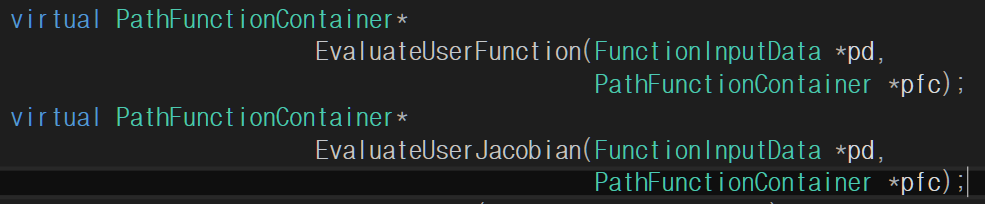 virtual PathFunctionContainer*
EvaluateUserFunction(FunctionInputData *pd,
PathFunctionContainer *pfc);
virtual PathFunctionContainer*
EvaluateUserJacobian(FunctionInputData *pd,
PathFunctionContainer *pfc);